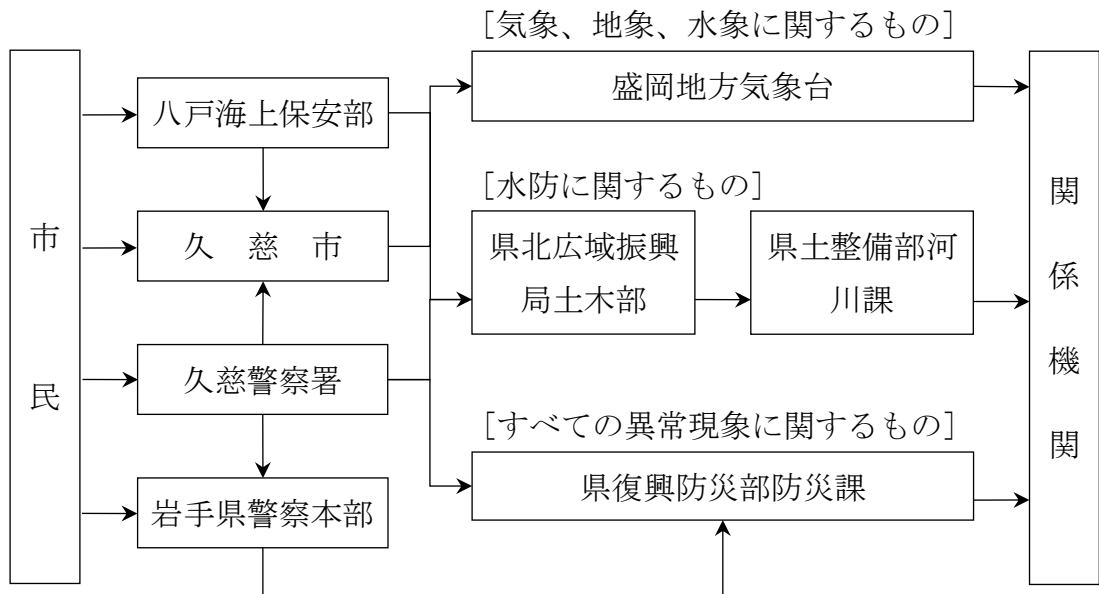 市民
八戸海上保安部
久慈市
久慈警察署
岩手県警察本部
［気象、地象、水象に関するもの］
盛岡地方気象台
［水防に関するもの］
県北広域振興
局土木部
県土整備部河
川課
［すべての異常現象に関するもの］
県復興防災部防災課
関係機関